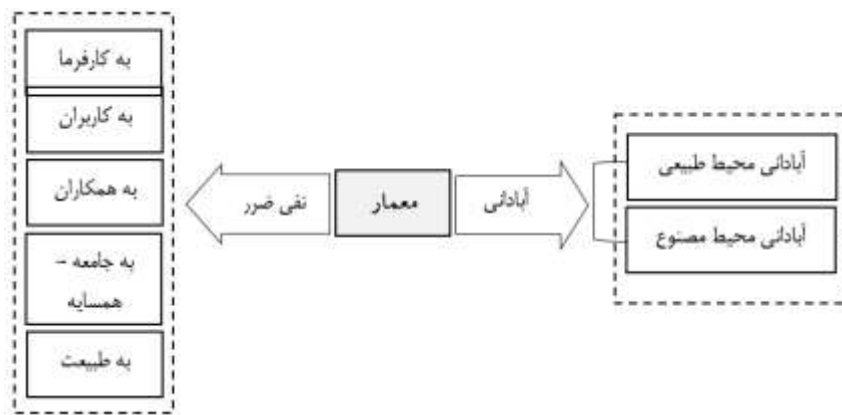 آبادانی محیط طبیعی
آبادانی محیط مصنوع
آبادانی
معمار
نفی ضرر
به کارفرما
به کاربران
به همکاران
به جامعه –
همسایه
به طبیعت